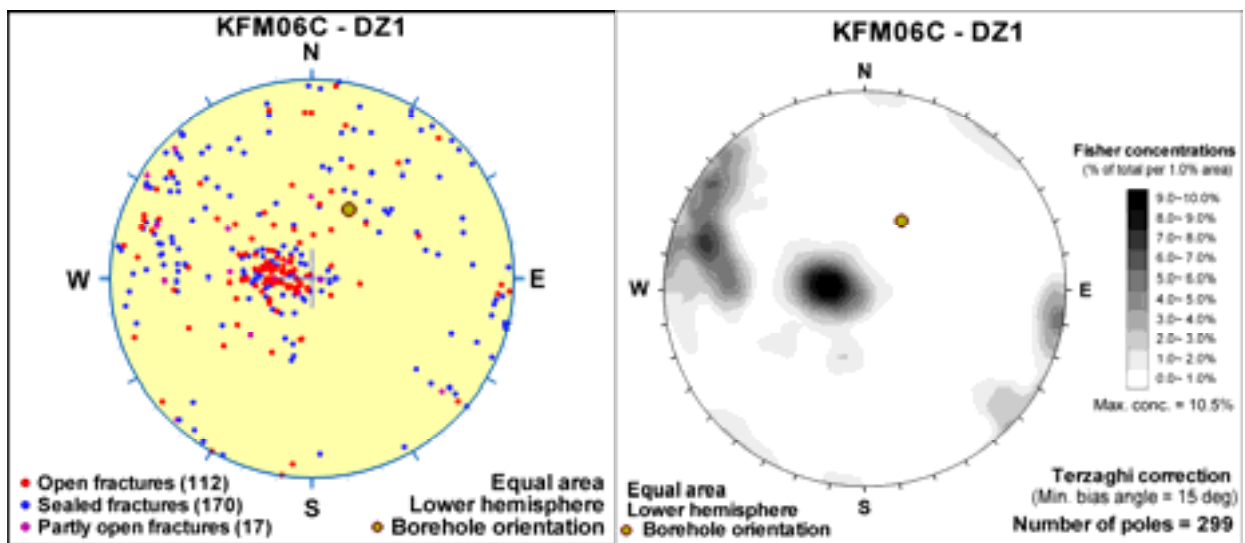 KFM06C - DZ1
N
W
E
S
Open fractures (112)
Sealed fractures (170)
Partly open fractures (17)
Equal area
Lower hemisphere
Borehole orientation
KFM06C - DZ1
N
W
E
S
Fisher concentrations
(% of total per 1.0% area)
9.0~ 10.0%
8.0~ 9.0%
7.0~ 8.0%
6.0~ 7.0%
5.0~ 6.0%
4.0~ 5.0%
3.0~ 4.0%
2.0~ 3.0%
1.0~ 2.0%
0.0~ 1.0%
Max. conc. = 10.5%
Equal area
Lower hemisphere
Borehole orientation
Terzaghi correction
(Min. bias angle = 15 deg)
Number of poles = 299